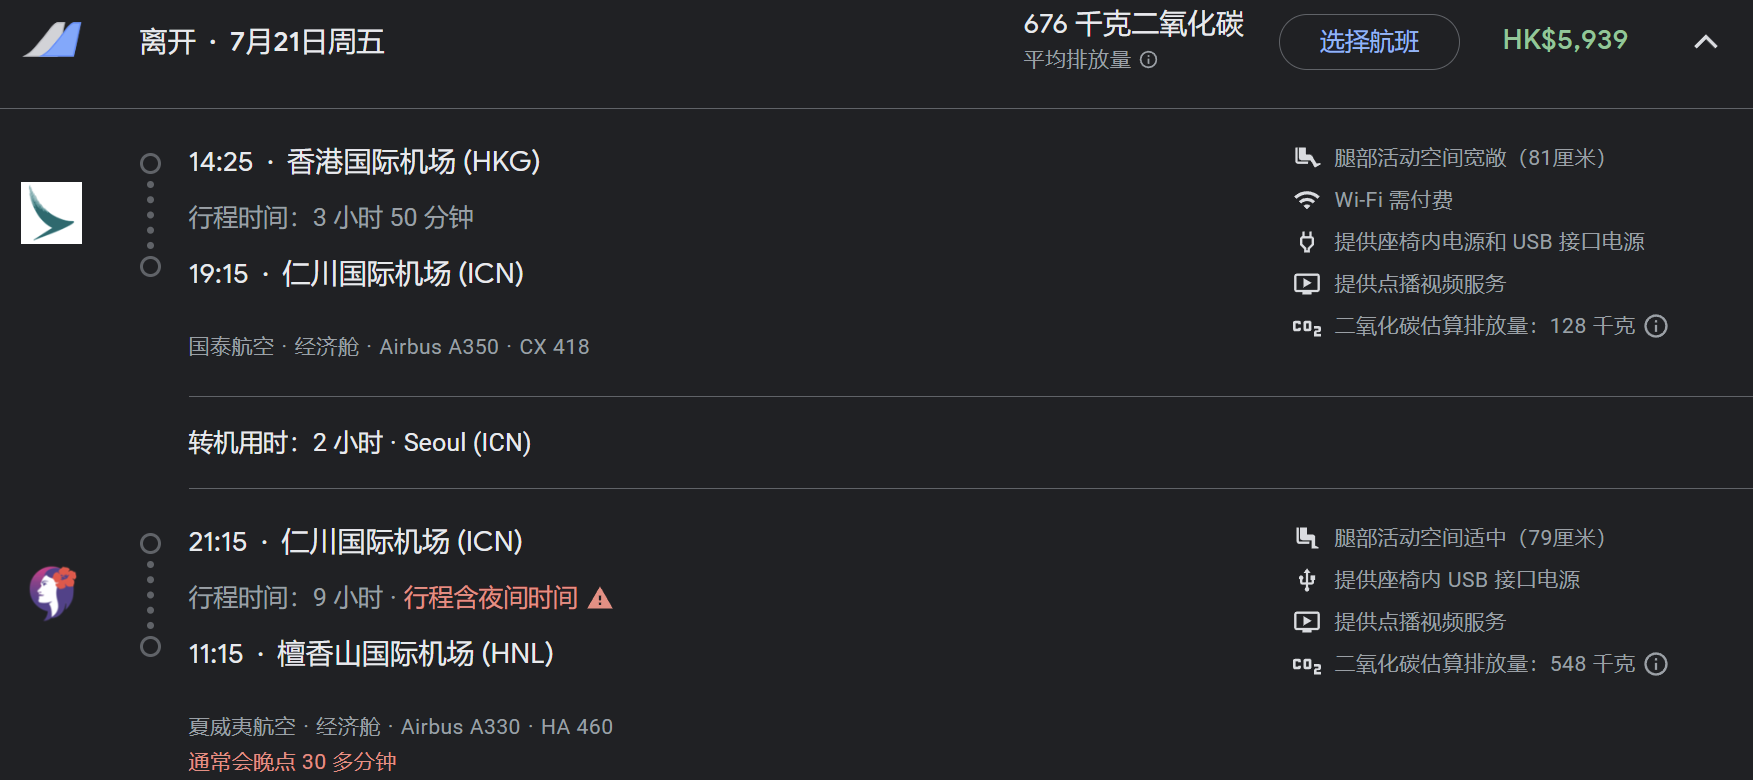 离开 · 7月21日周五
676 千克二氧化碳
平均排放量
选择航班
HK$5,939
14:25 · 香港国际机场 (HKG)
行程时间：3 小时 50 分钟
19:15 · 仁川国际机场 (ICN)
国泰航空 · 经济舱 · Airbus A350 · CX 418
腿部活动空间宽敞（81厘米）
Wi-Fi 需付费
提供座椅内电源和 USB 接口电源
提供点播视频服务
CO2 二氧化碳估算排放量：128 千克
转机用时：2 小时 · Seoul (ICN)
21:15 · 仁川国际机场 (ICN)
行程时间：9 小时 · 行程含夜间时间
11:15 · 檀香山国际机场 (HNL)
夏威夷航空 · 经济舱 · Airbus A330 · HA 460
通常会晚点 30 多分钟
腿部活动空间适中（79厘米）
提供座椅内 USB 接口电源
提供点播视频服务
CO2 二氧化碳估算排放量：548 千克